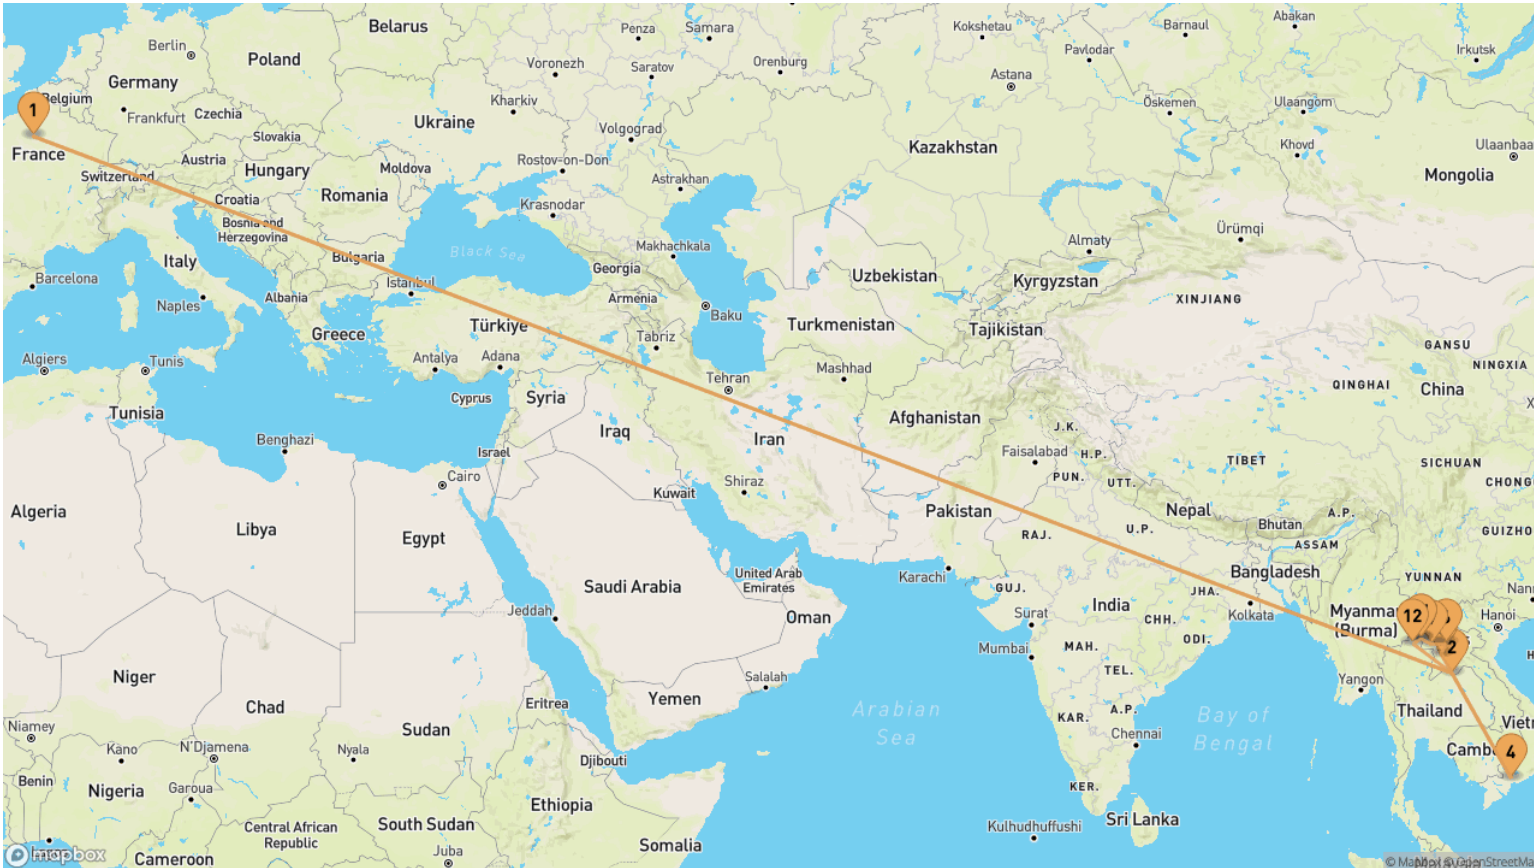 Belarus
Penza
Samara
Kokshetau
Barnaul
Abakan
Berlin
Poland
Voronezh
Saratov
Orenburg
Pavlodar
Astana
Irkutsk
Germany
Belgium
1
Frankfurt
Czechia
Kharkiv
Ukraine
Volgograd
Öskemen
Ulaangom
Slovakia
France
Austria
Hungary
Moldova
Rostov-on-Don
Kazakhstan
Khovd
Ulaanbaa
Switzerland
Croatia
Romania
Astrakhan
Mongolia
Krasnodar
Bosnia and
Herzegovina
Black Sea
Makhachkala
Almaty
Ürümqi
Italy
Bulgaria
Georgia
Uzbekistan
Kyrgyzstan
Barcelona
Istanbul
Naples
Albania
Armenia
Baku
XINJIANG
Greece
Türkiye
Tabriz
Turkmenistan
Tajikistan
GANSU
Algiers
Tunis
Antalya
Adana
Tehran
Mashhad
NINGXIA
QINGHAI
China
Tunisia
Cyprus
Syria
Afghanistan
J.K.
Benghazi
Iraq
Iran
Israel
Faisalabad
H.P.
TIBET
SICHUAN
Cairo
Shiraz
PUN.
UTT.
CHONG
Kuwait
Algeria
Libya
Egypt
Pakistan
RAJ.
U.P.
Nepal
Bhutan
A.P.
GUIZHO
ASSAM
Saudi Arabia
United Arab
Emirates
Karachi
GUJ.
Bangladesh
YUNNAN
JHA.
Jeddah
Oman
Surat
India
CHH.
Kolkata
Myanmar
(Burma)
12
Hanoi
Mumbai
MAH.
ODI.
2
Niger
Salalah
TEL.
Yangon
Chad
Eritrea
Yemen
Arabian
Sea
KAR.
A.P.
Bay of
Bengal
Thailand
Niamey
Sudan
Chennai
Kano
N'Djamena
Nyala
Djibouti
4
Benin
Nigeria
Garoua
KER.
Ethiopia
Central African
Republic
South Sudan
Sri Lanka
Kulhudhuffushi
Juba
Somalia
mapbox
Cameroon
© Mapbox © OpenStreetMa